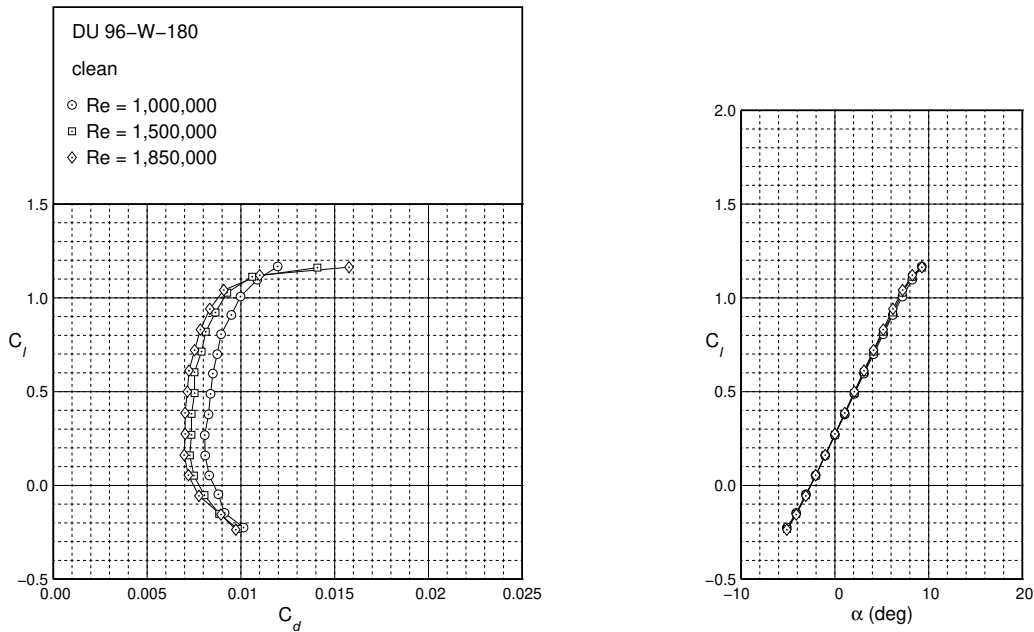 DU 96−W−180
clean
Re = 1,000,000
Re = 1,500,000
Re = 1,850,000
1.5
1.0
C_l
0.5
0.0
−0.5
0.00 0.005 0.01 0.015 0.02 0.025
C_d
2.0
1.5
1.0
C_l
0.5
0.0
−0.5
−10 0 10 20
α (deg)